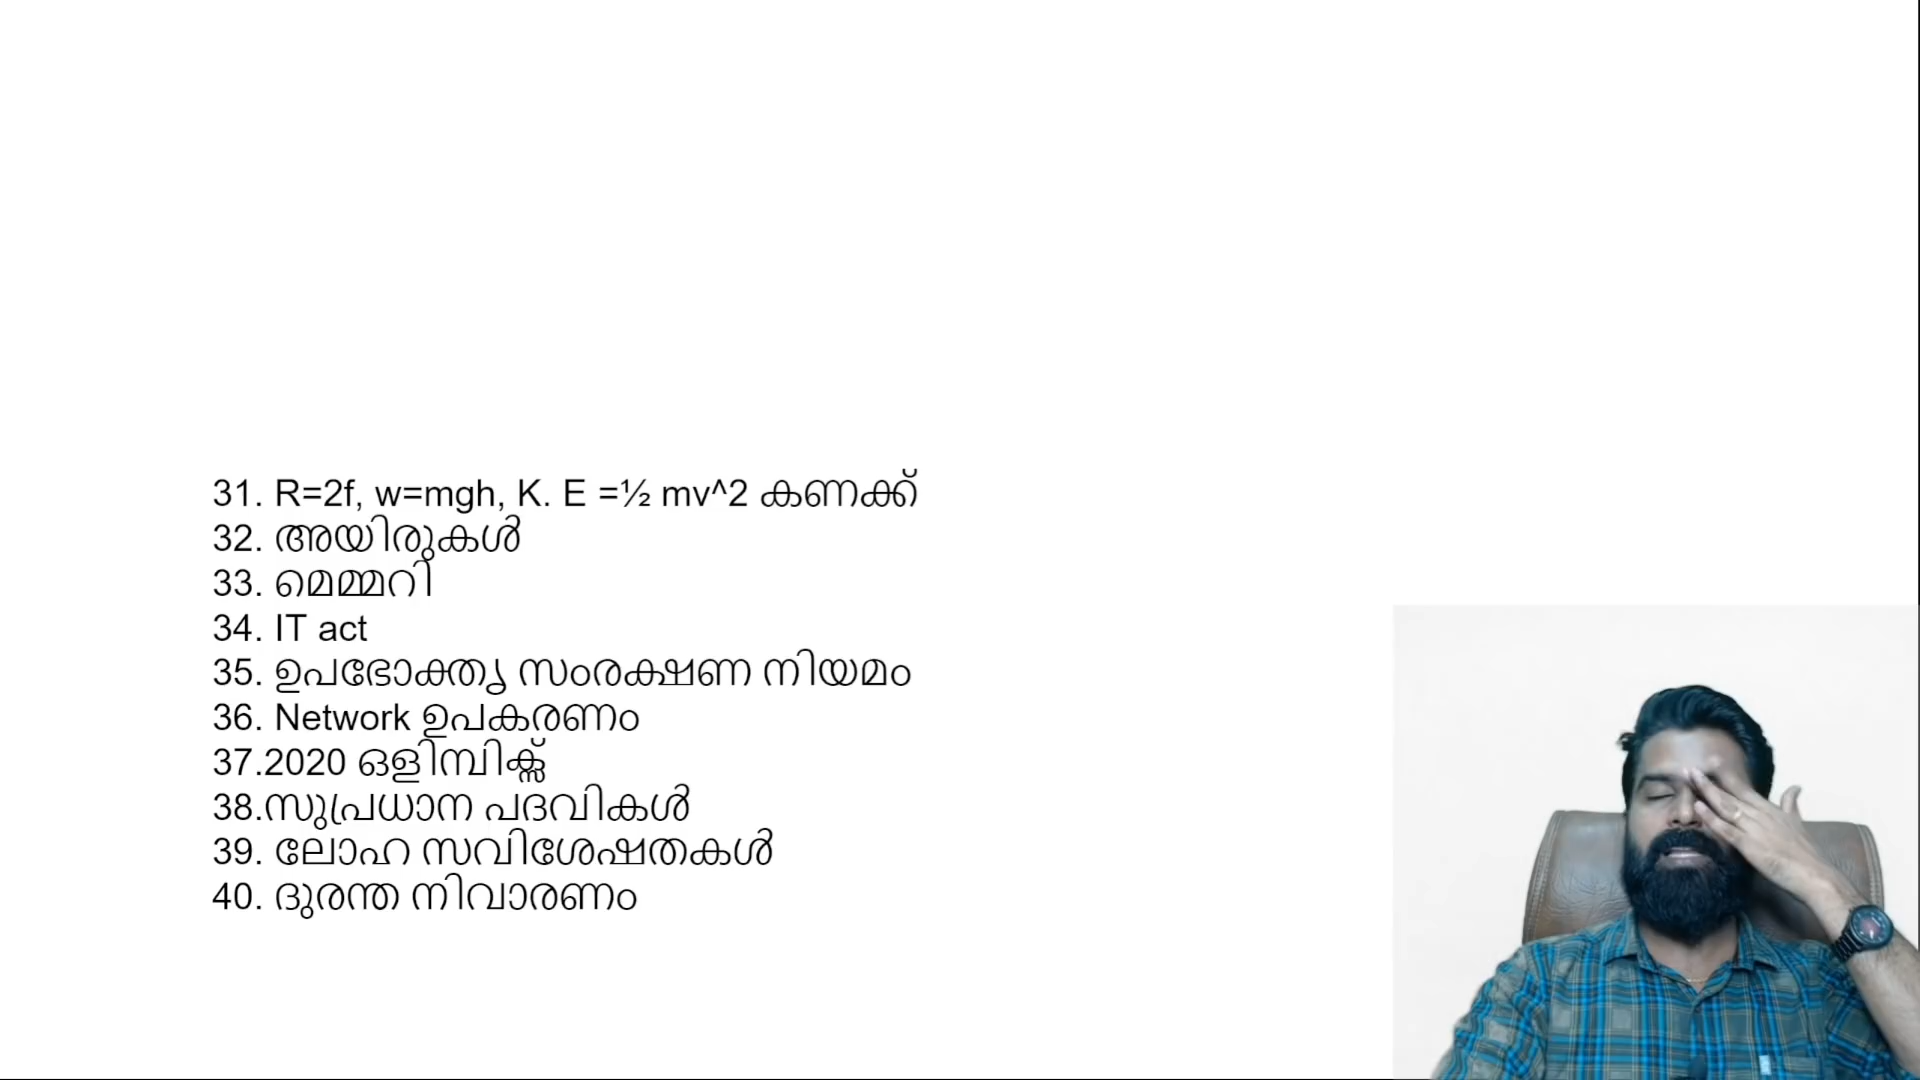 31. R=2f, w=mgh, K. E =½ mv^2 കണക്ക്
32. അയിരുകൾ
33. മെമ്മറി
34. IT act
35. ഉപഭോക്തൃ സംരക്ഷണ നിയമം
36. Network ഉപകരണം
37.2020 ഒളിമ്പിക്സ്
38.സുപ്രധാന പദവികൾ
39. ലോഹ സവിശേഷതകൾ
40. ദുരന്ത നിവാരണം